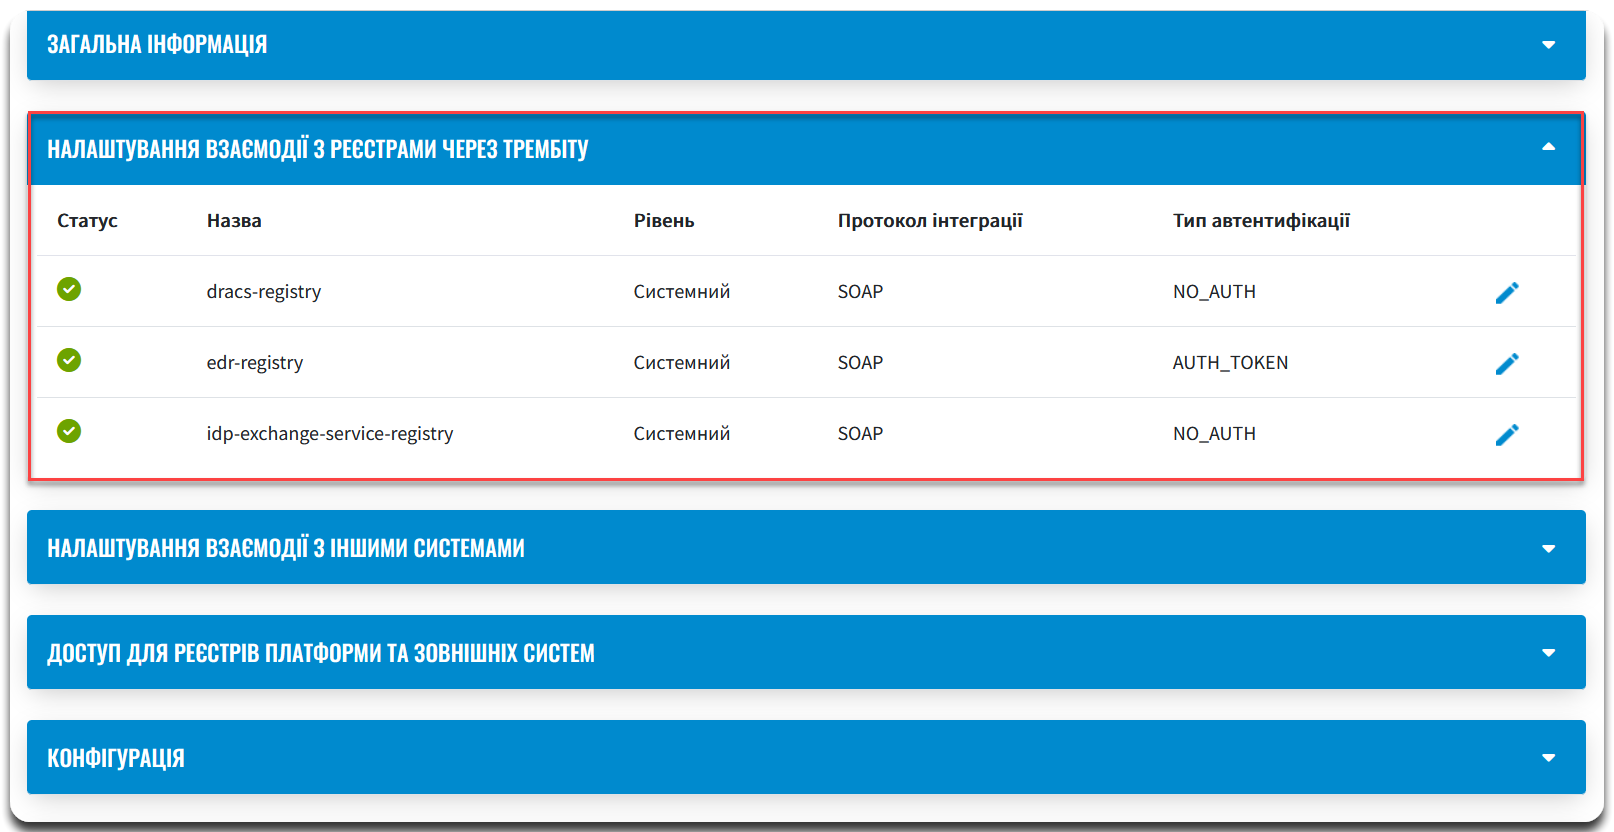 ЗАГАЛЬНА ІНФОРМАЦІЯ
НАЛАШТУВАННЯ ВЗАЄМОДІЇ З РЕЄСТРАМИ ЧЕРЕЗ ТРЕМБІТУ
Статус Назва Рівень Протокол інтеграції Тип автентифікації
dracs-registry Системний SOAP NO_AUTH
edr-registry Системний SOAP AUTH_TOKEN
idp-exchange-service-registry Системний SOAP NO_AUTH
НАЛАШТУВАННЯ ВЗАЄМОДІЇ З ІНШИМИ СИСТЕМАМИ
ДОСТУП ДЛЯ РЕЄСТРІВ ПЛАТФОРМИ ТА ЗОВНІШНІХ СИСТЕМ
КОНФІГУРАЦІЯ